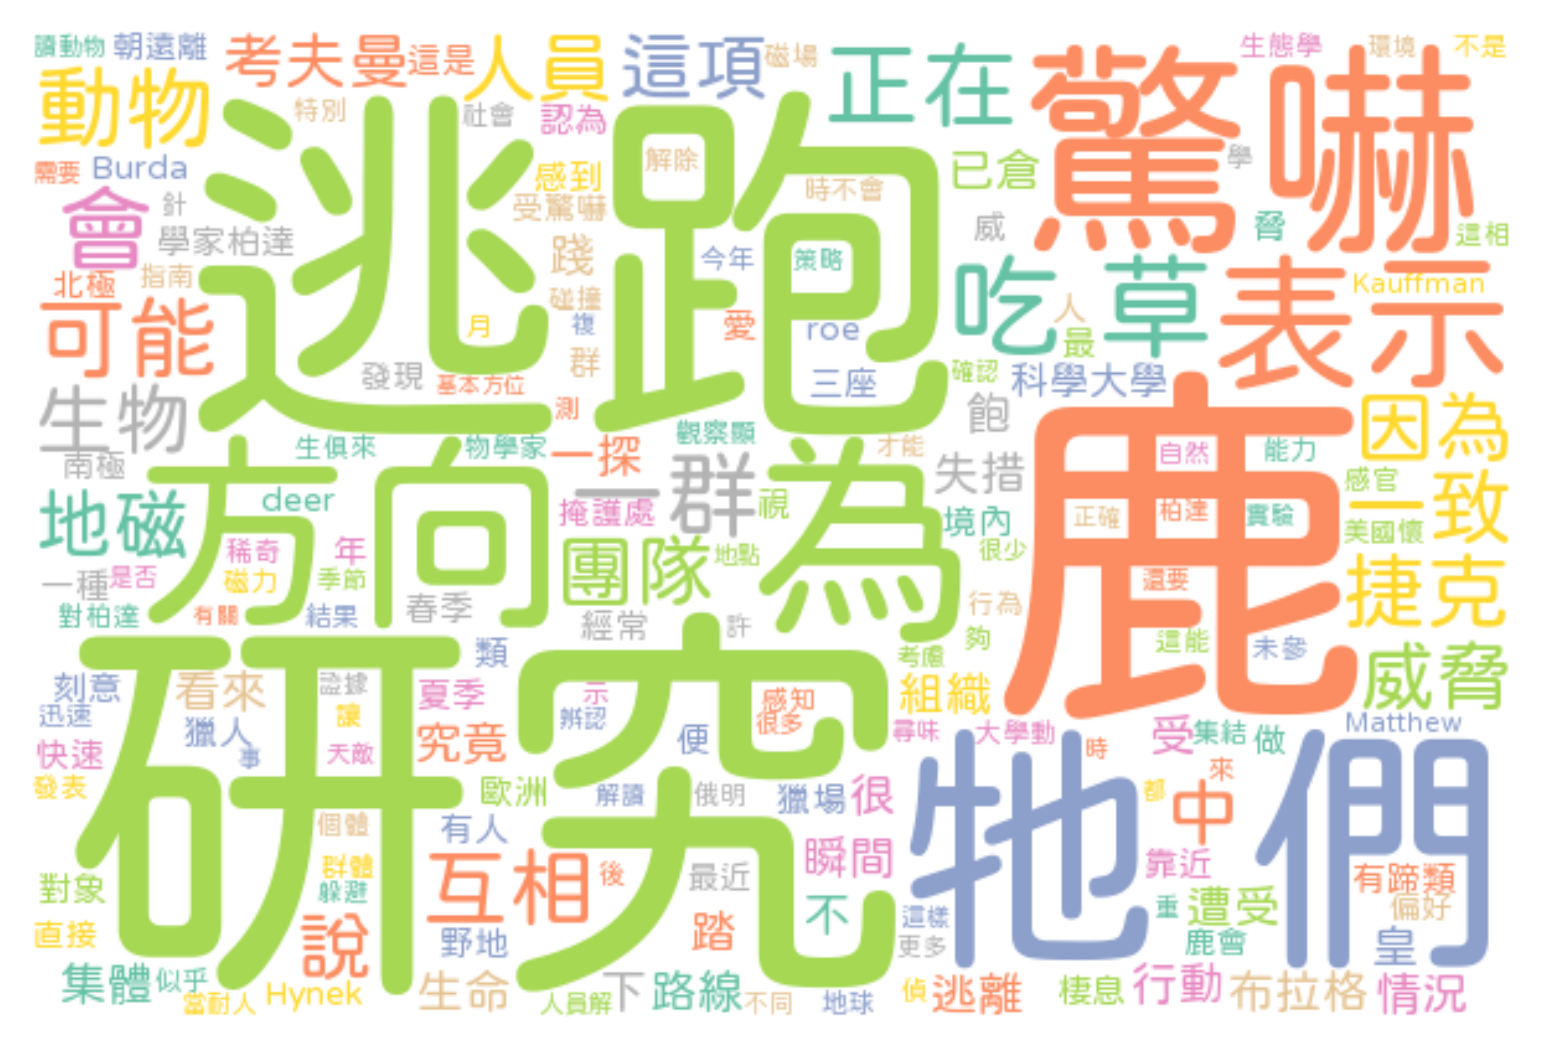 讀動物 朝遠離 考夫曼 這是 人員 這項 磁場 正在 驚嚇 生態學 環境 不是
動物 特別 社會 認為 解除 已倉 學
需要 Burda 逃跑 感到 時不會
會 針 受驚嚇 威 脅 這相
學家柏達 踐 今年 策略 吃草 表示
北極 指南 碰撞 Kauffman
可能 月 複 愛 roe 人 最
發現 基本方位 群 三座 確認 科學大學
生物 測 飽 鹿 因為
南極 生俱來 物學家 一探 觀察顯 才能 失措 自然 能力 感官
地磁 方向 deer 掩護處 一群 視 為 境內 正確 柏達 實驗 一致 美國懷
稀奇 年 團隊 地點 很少
一種 是否 磁力 季節 還要 捷克
對柏達 有關 結果 春季 經常 許 行為
研究 類 夠 考慮 這能 未參 威脅
刻意 看來 證據 夏季 示 感知 組織
迅速 獵人 讓 辨認 很多 便 尋味 大學動 受 集結 做 Matthew
快速 事 天敵 究竟 時 牠們
發表 歐洲 解讀 俄明 獵場 很 來 都 中
個體 有人
對象 群體 躲避 互相 後 最近 瞬間 靠近 有蹄類
直接 說 野地 踏 不 這樣 重 遭受 偏好
更多 鹿會 皇
集體 似乎 當耐人 Hynek 生命 人員解 下 路線 不同 地球 偵 逃離 棲息 行動 布拉格 情況